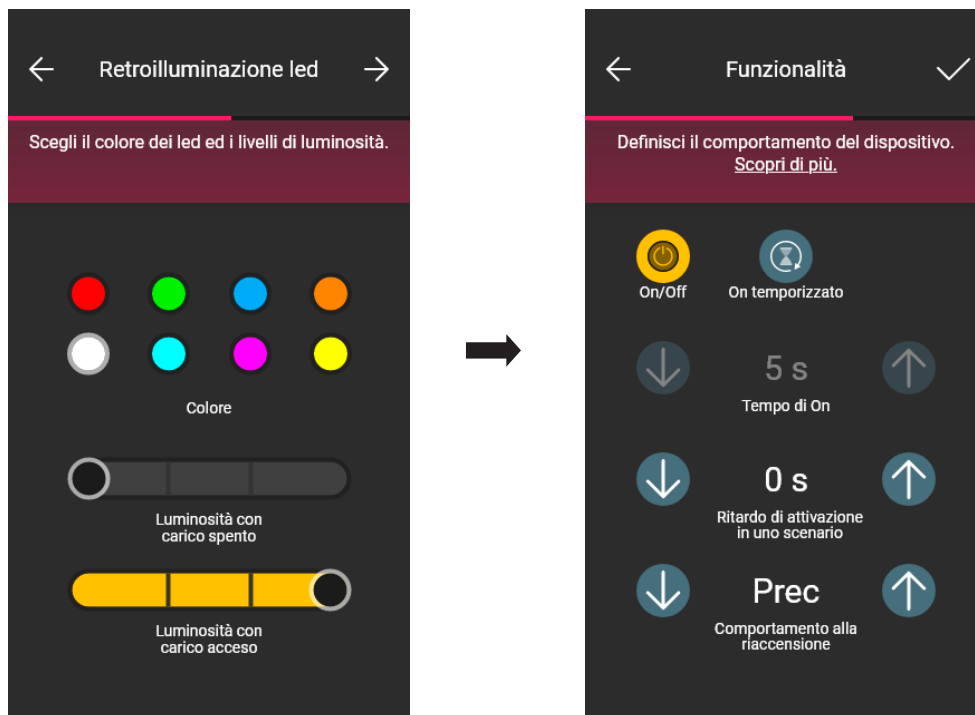 Retroilluminazione led
Scegli il colore dei led ed i livelli di luminosità.
Colore
Luminosità con
carico spento
Luminosità con
carico acceso
Funzionalità
Definisci il comportamento del dispositivo.
Scopri di più.
On/Off
On temporizzato
5 s
Tempo di On
0 s
Ritardo di attivazione
in uno scenario
Prec
Comportamento alla
riaccensione